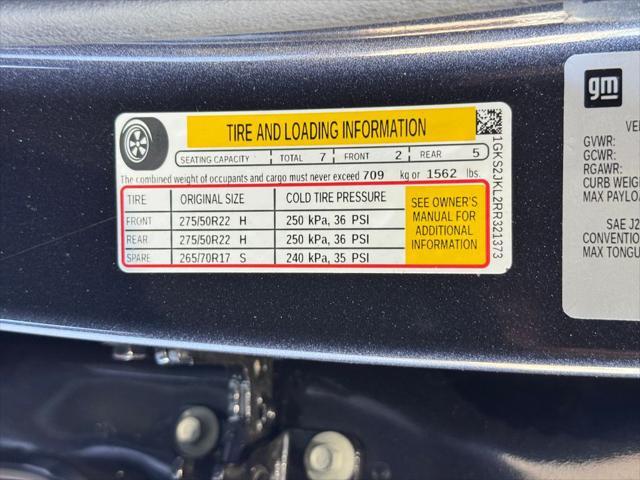 TIRE AND LOADING INFORMATION
SEATING CAPACITY TOTAL 7 FRONT 2 REAR 5
The combined weight of occupants and cargo must never exceed 709 kg or 1562 lbs.
TIRE ORIGINAL SIZE COLD TIRE PRESSURE
FRONT 275/50R22 H 250 kPa, 36 PSI
REAR 275/50R22 H 250 kPa, 36 PSI
SPARE 265/70R17 S 240 kPa, 35 PSI
SEE OWNER'S
MANUAL FOR
ADDITIONAL
INFORMATION
1GKS2JKL2RR321373
gm
GVWR:
GCWR:
RGAWR:
CURB WEIG
MAX PAYLO
SAE J2
CONVENTION
MAX TONGU